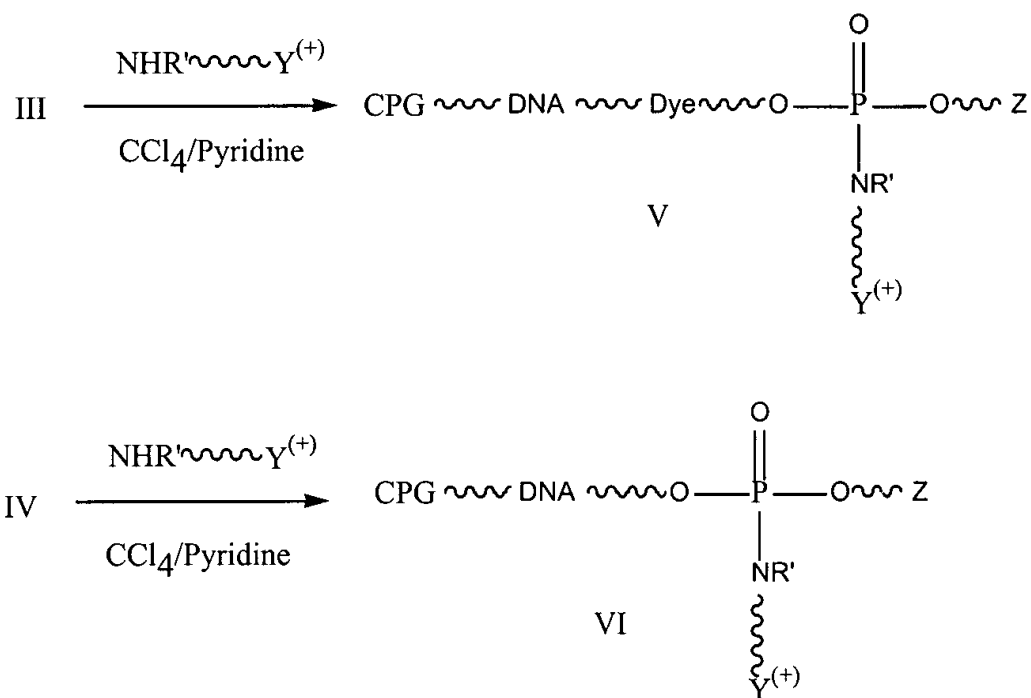 NHR' Y(+)
III
CCl4/Pyridine
CPG DNA Dye O P O Z
O
NR'
Y(+)
V
NHR' Y(+)
IV
CCl4/Pyridine
CPG DNA O P O Z
O
NR'
Y(+)
VI